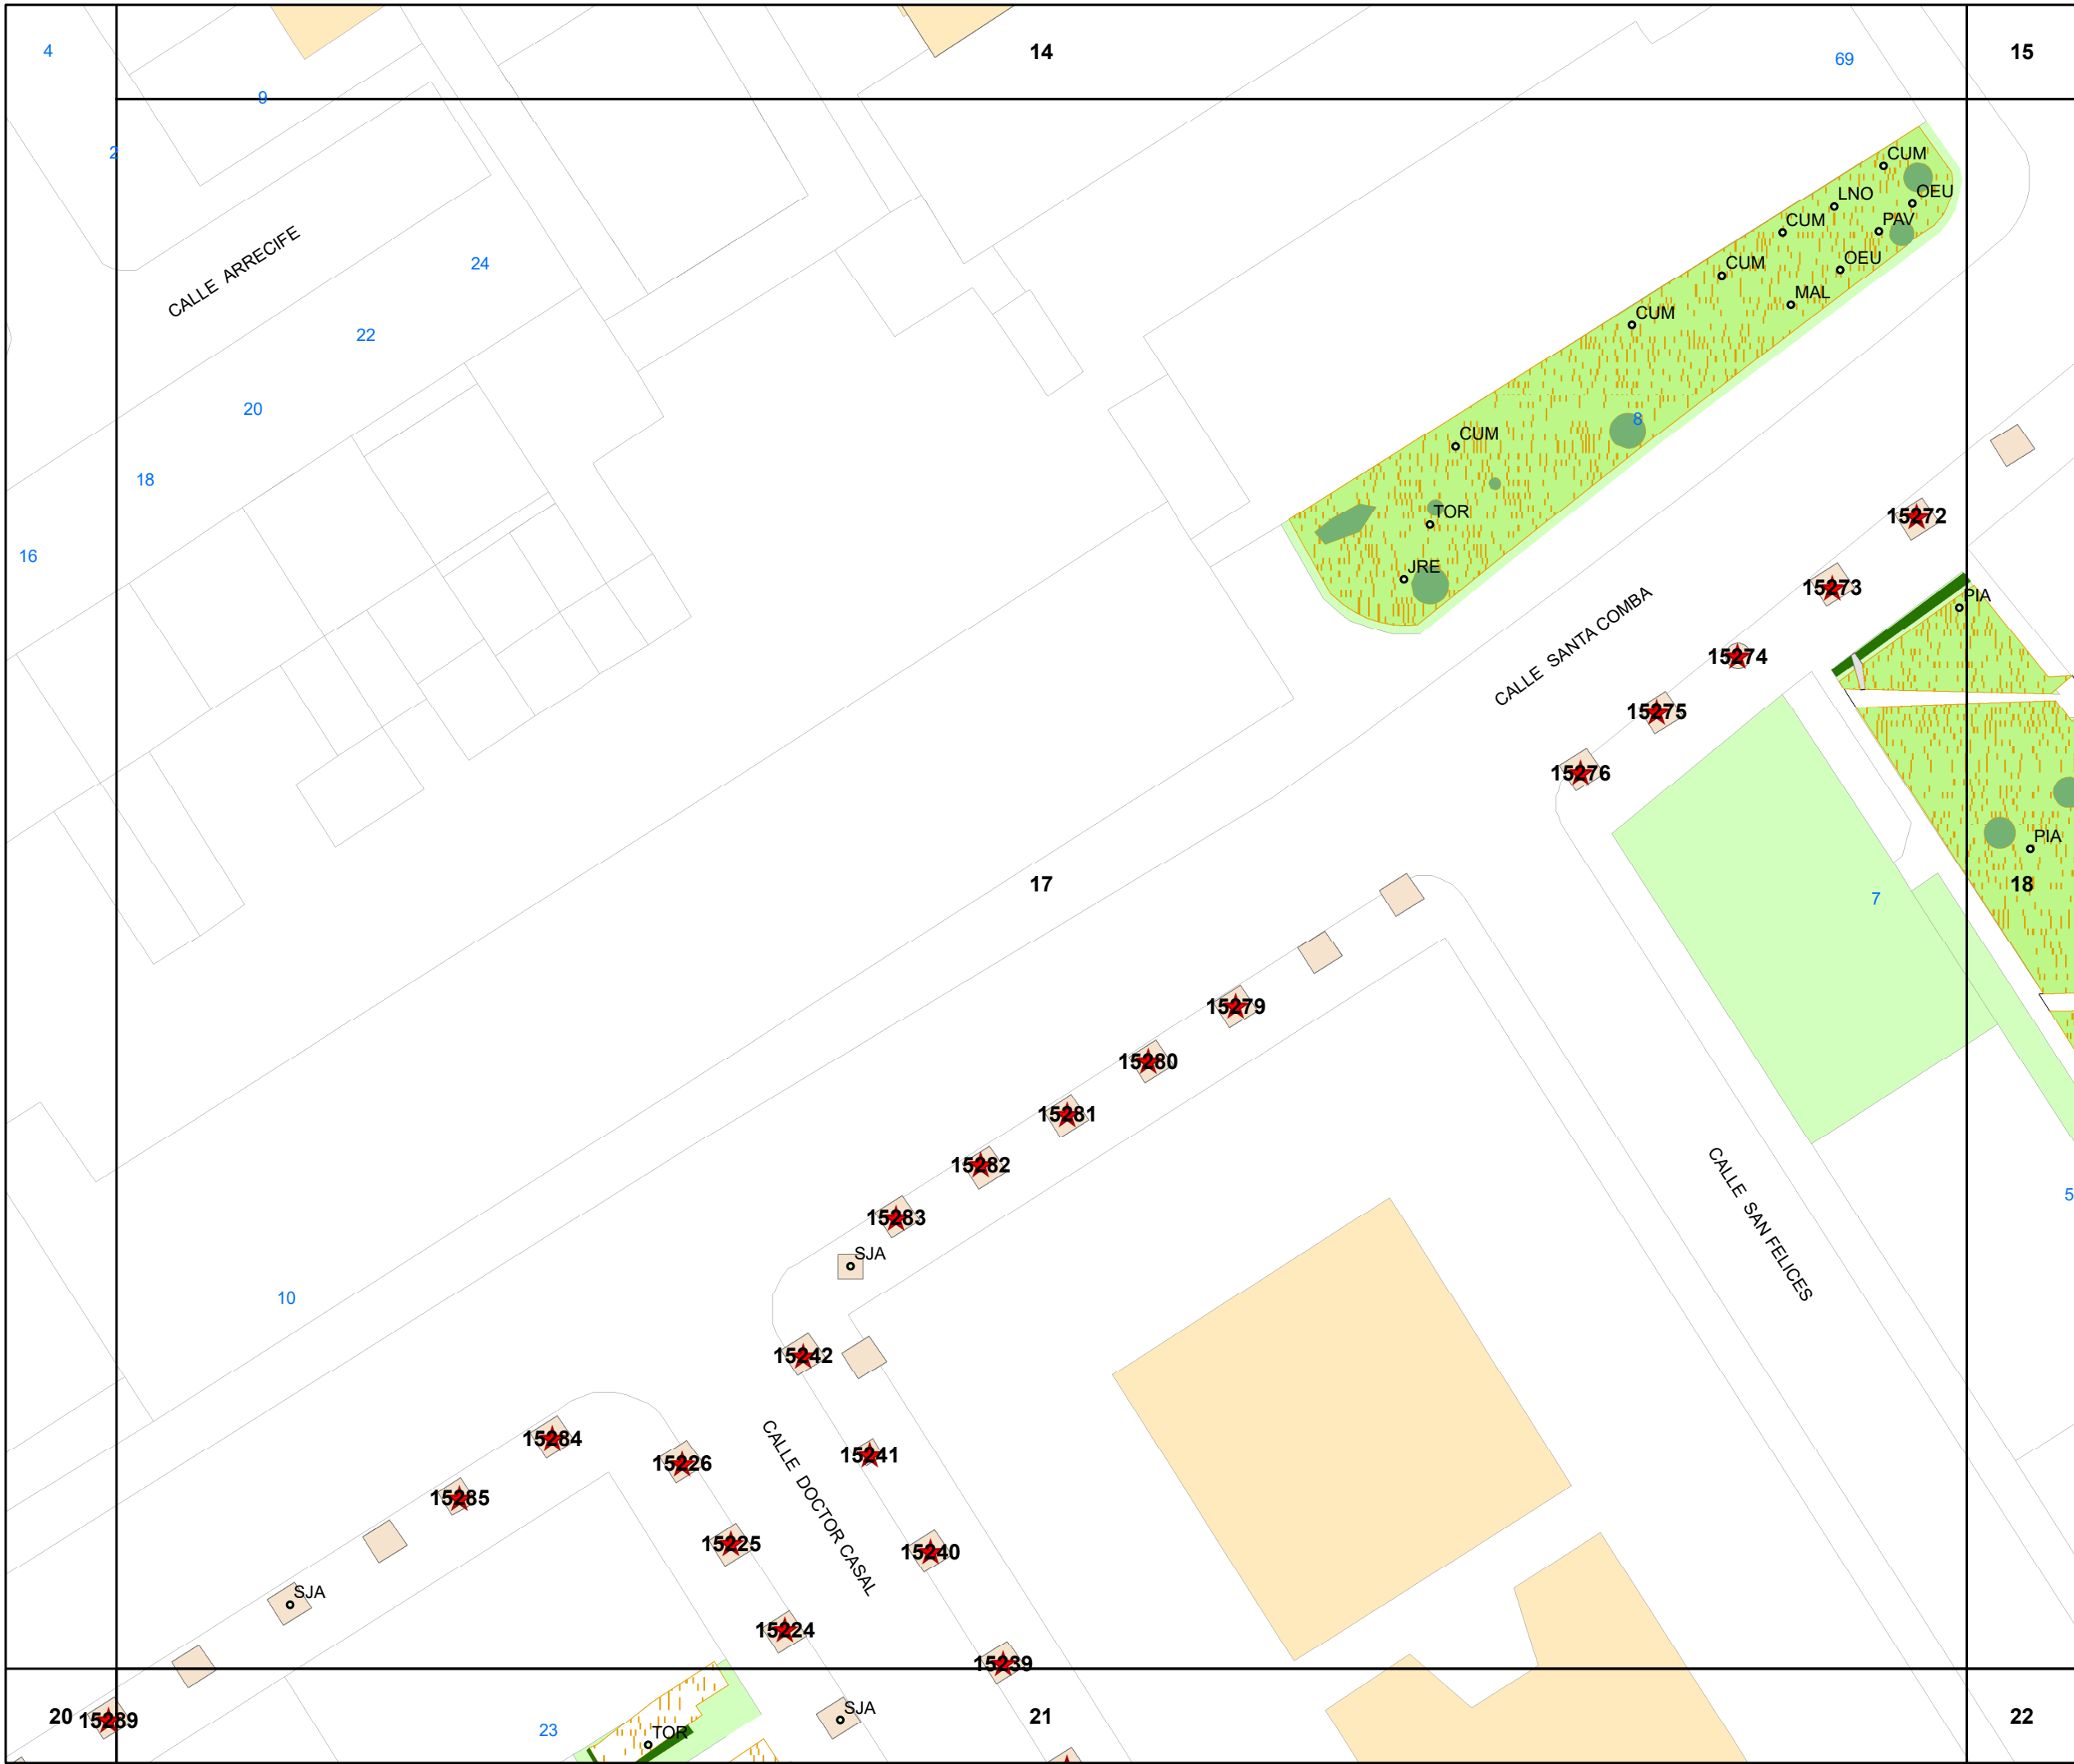 4
14
69
15
9
2
CUM
LNO
OEU
CUM
PAV
CALLE ARRECIFE
24
CUM
OEU
MAL
CUM
22
20
8
CUM
18
TOR
15272
16
JRE
15273
PIA
CALLE SANTA COMBA
15274
15275
15276
PIA
17
18
7
15279
15280
15281
15282
5
15283
CALLE SAN FELICES
SJA
10
15242
15284
15241
15226
15285
CALLE DOCTOR CASAL
15225
15240
SJA
15224
15239
20
15289
SJA
21
22
23
TOR